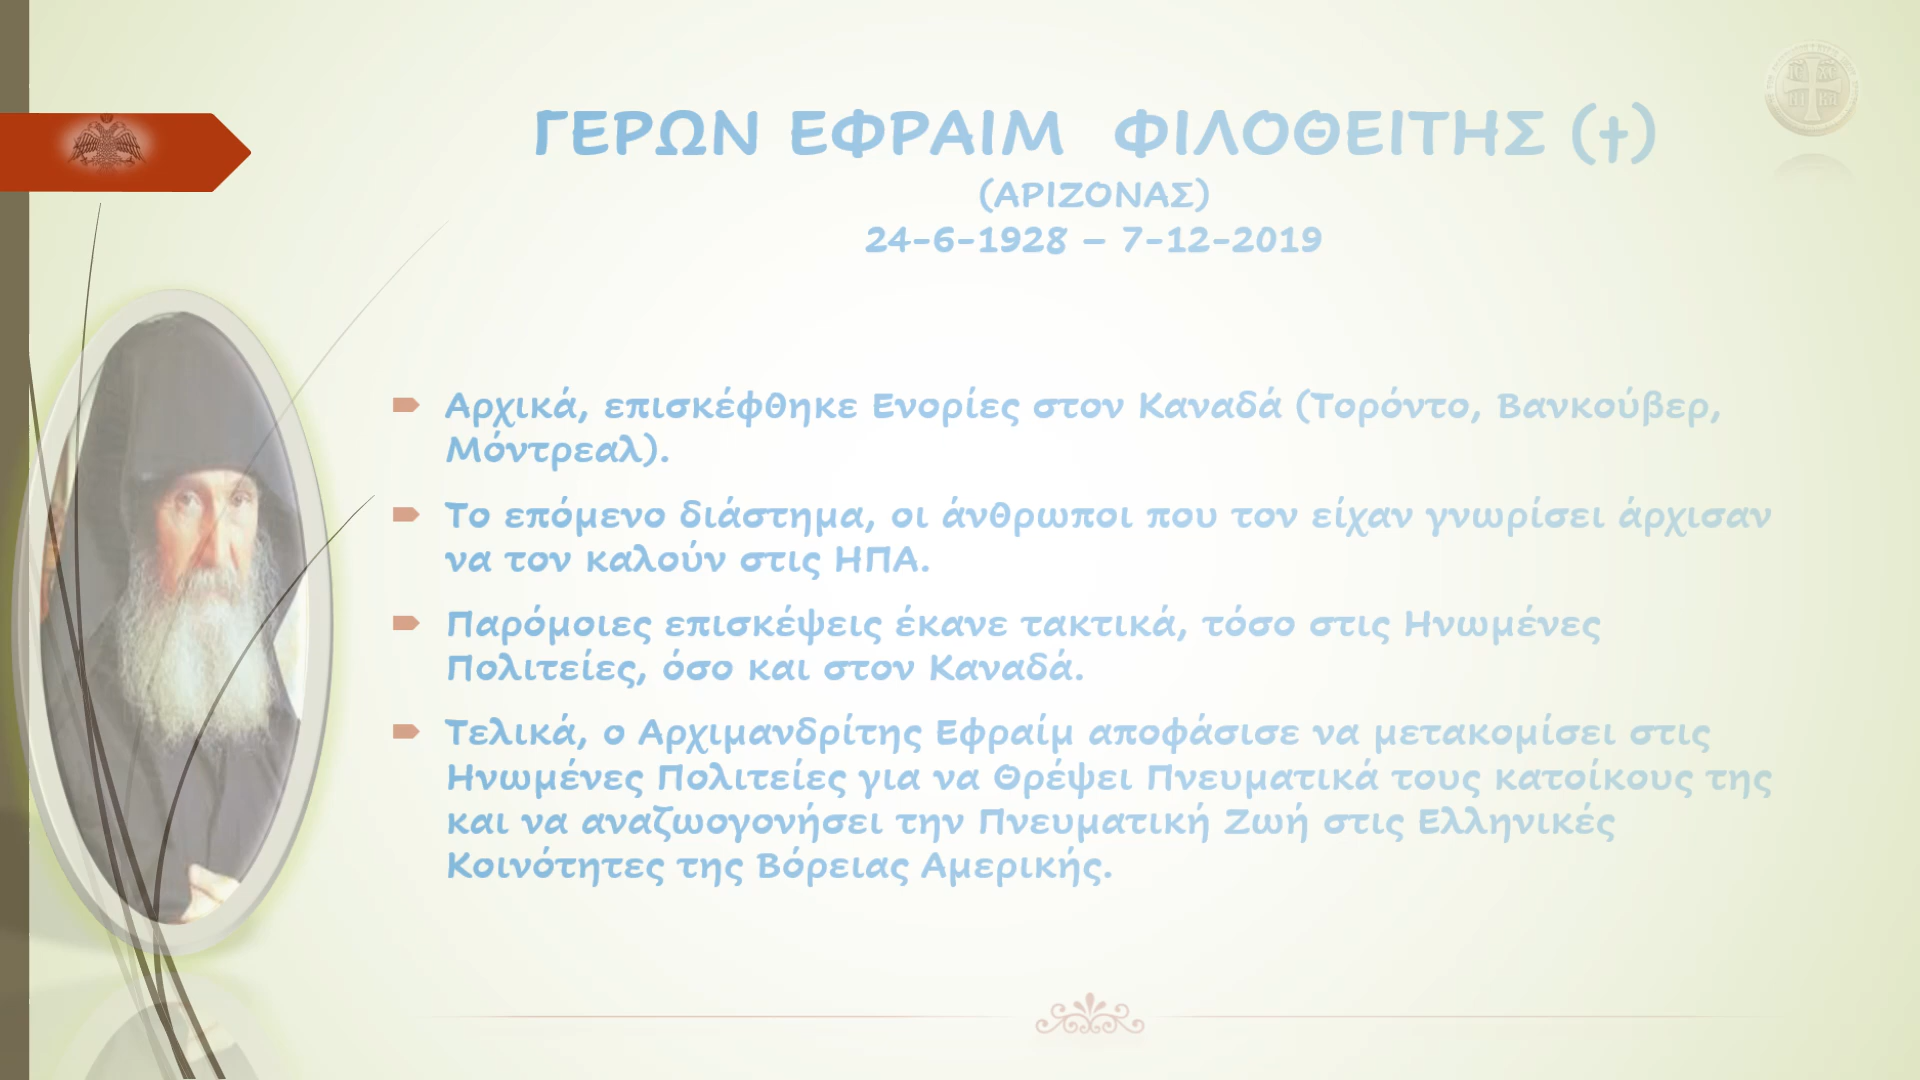 ΓΕΡΩΝ ΕΦΡΑΙΜ ΦΙΛΟΘΕΙΤΗΣ (†)
(ΑΡΙΖΟΝΑΣ)
24-6-1928 – 7-12-2019
Αρχικά, επισκέφθηκε Ενορίες στον Καναδά (Τορόντο, Βανκούβερ,
Μόντρεαλ).
Το επόμενο διάστημα, οι άνθρωποι που τον είχαν γνωρίσει άρχισαν
να τον καλούν στις ΗΠΑ.
Παρόμοιες επισκέψεις έκανε τακτικά, τόσο στις Ηνωμένες
Πολιτείες, όσο και στον Καναδά.
Τελικά, ο Αρχιμανδρίτης Εφραίμ αποφάσισε να μετακομίσει στις
Ηνωμένες Πολιτείες για να Θρέψει Πνευματικά τους κατοίκους της
και να αναζωογονήσει την Πνευματική Ζωή στις Ελληνικές
Κοινότητες της Βόρειας Αμερικής.